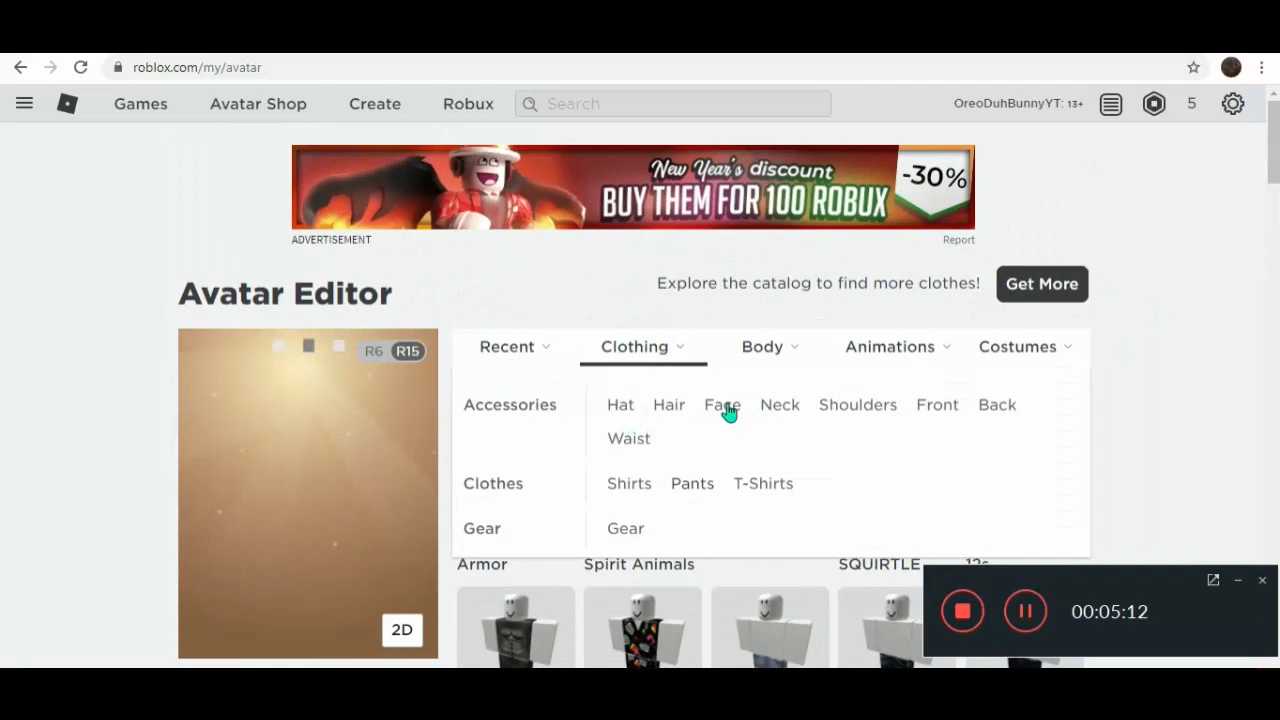 roblox.com/my/avatar
Games Avatar Shop Create Robux Search OreoDuhBunnyYT: 13+ 5
New Year's discount
BUY THEM FOR 100 ROBUX
-30%
ADVERTISEMENT Report
Avatar Editor Explore the catalog to find more clothes! Get More
R6 R15
Recent Clothing Body Animations Costumes
Accessories Hat Hair Face Neck Shoulders Front Back
Waist
Clothes Shirts Pants T-Shirts
Gear Gear
Armor Spirit Animals SQUIRTLE
2D
00:05:12